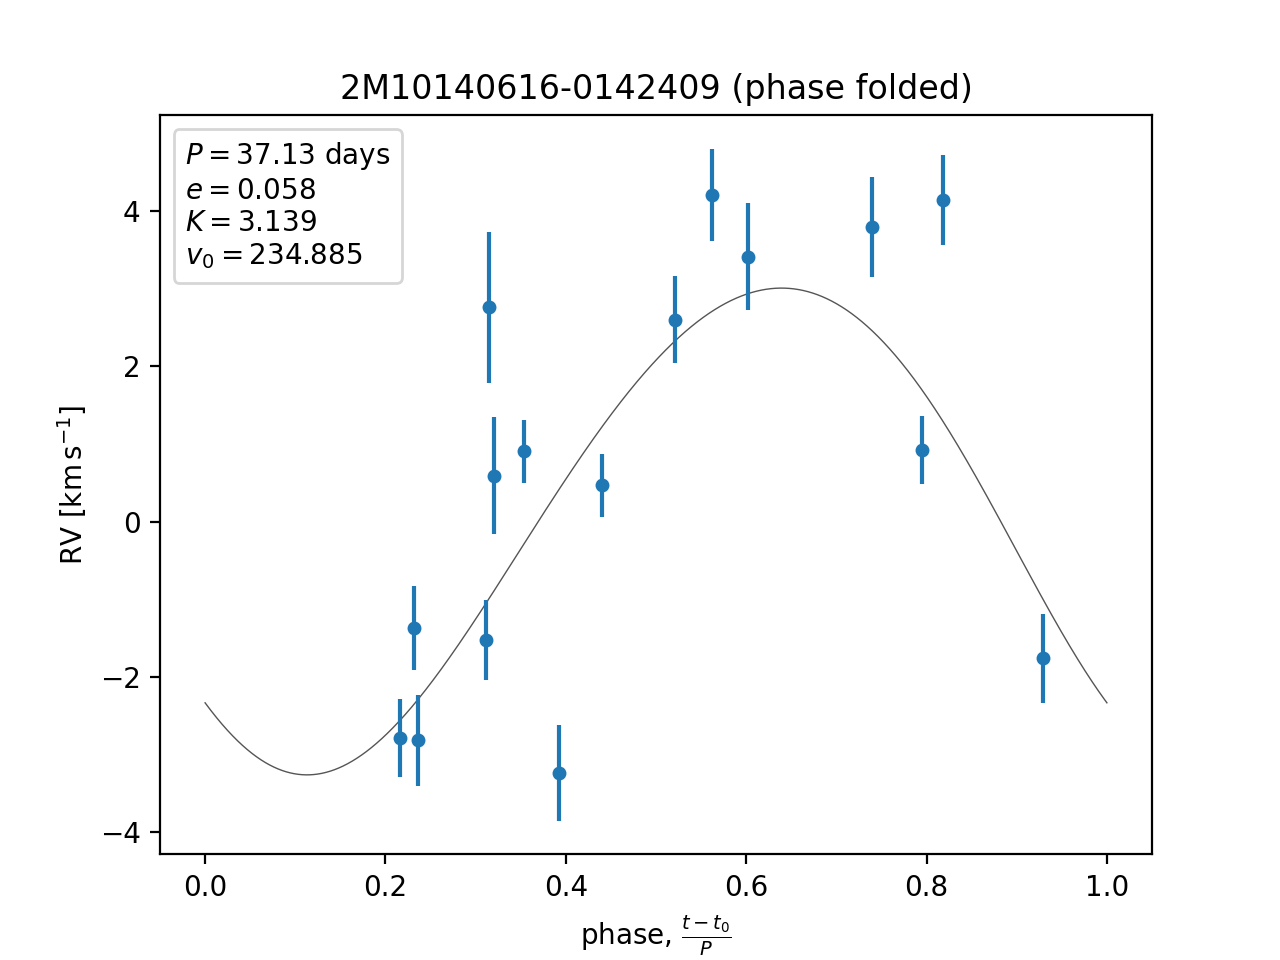 2M10140616-0142409 (phase folded)
P = 37.13 days
e = 0.058
K = 3.139
v₀ = 234.885
4
2
0
−2
−4
RV [km s⁻¹]
0.0 0.2 0.4 0.6 0.8 1.0
phase, (t − t₀)/P